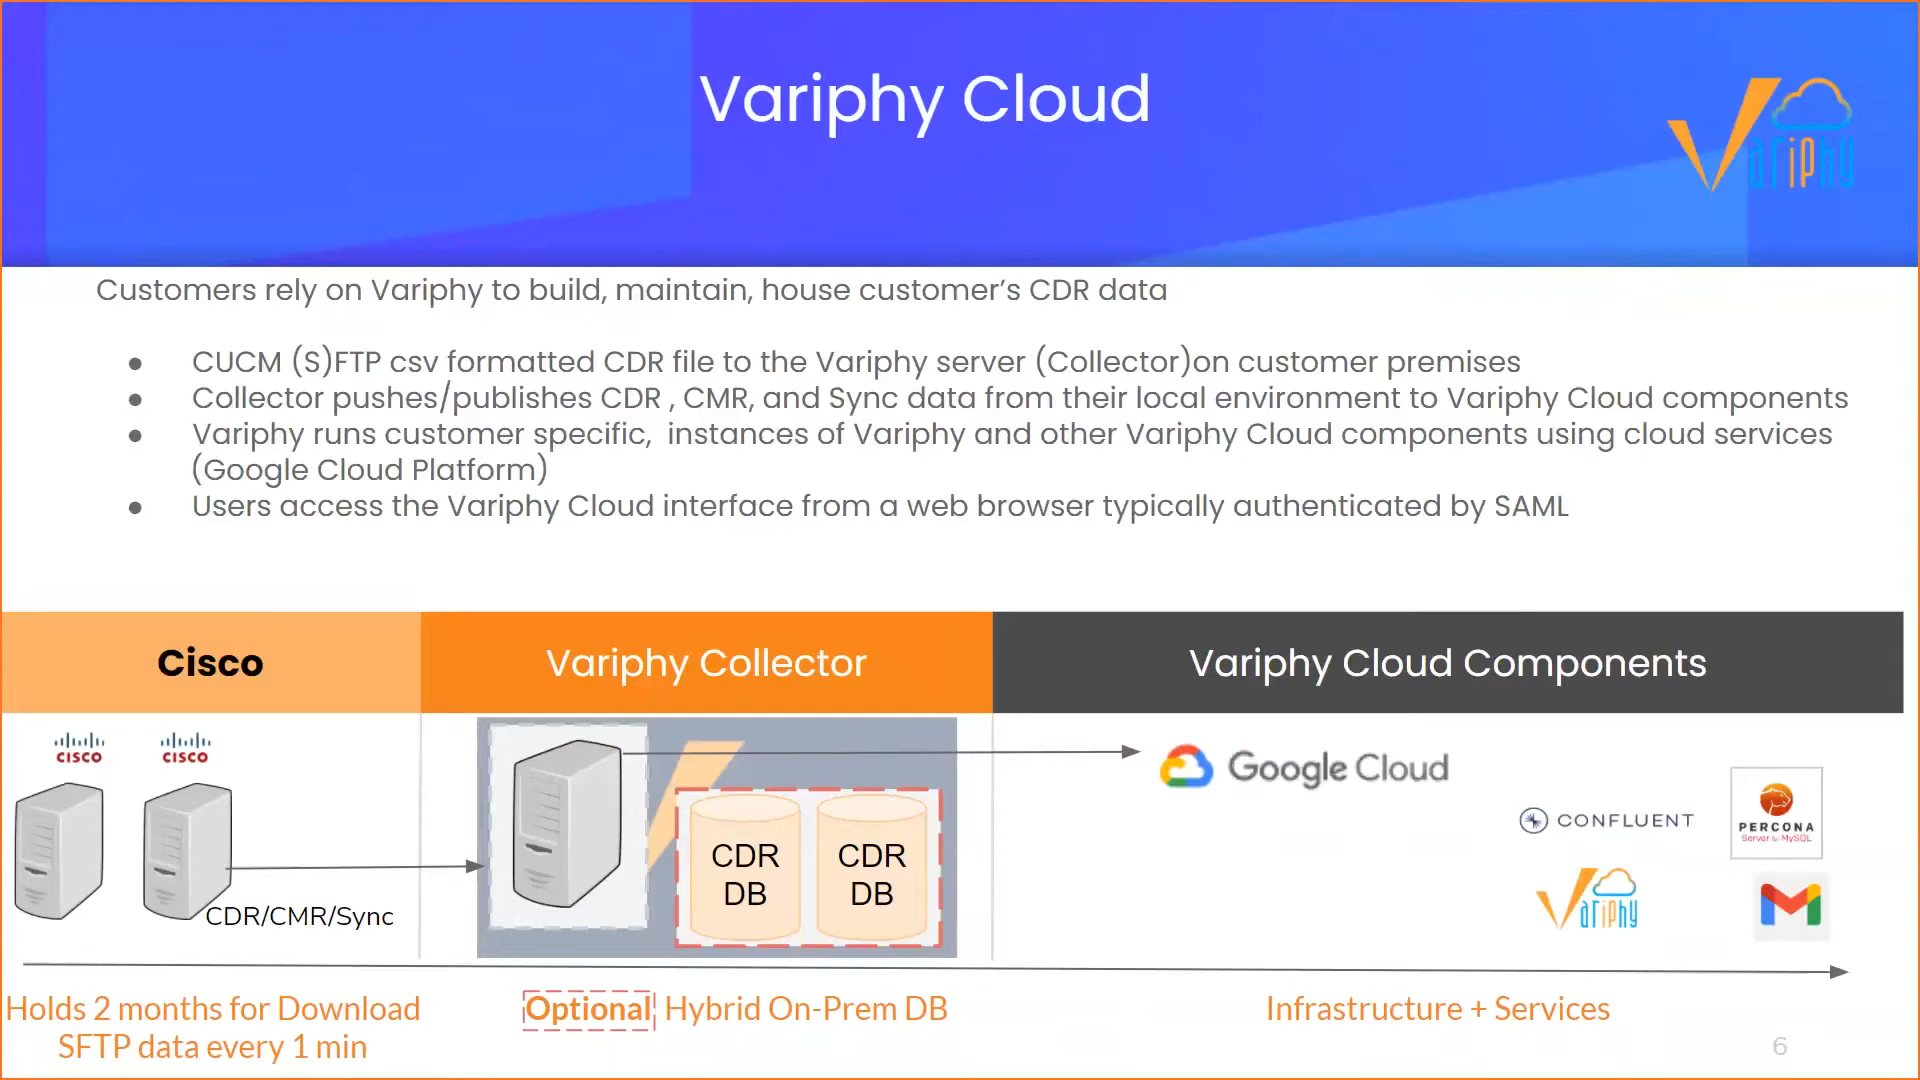 Variphy Cloud
Variphy
Customers rely on Variphy to build, maintain, house customer’s CDR data
● CUCM (S)FTP csv formatted CDR file to the Variphy server (Collector)on customer premises
● Collector pushes/publishes CDR , CMR, and Sync data from their local environment to Variphy Cloud components
● Variphy runs customer specific,  instances of Variphy and other Variphy Cloud components using cloud services
(Google Cloud Platform)
● Users access the Variphy Cloud interface from a web browser typically authenticated by SAML
Cisco
Variphy Collector
Variphy Cloud Components
CISCO
CISCO
CDR/CMR/Sync
CDR
DB
CDR
DB
Google Cloud
CONFLUENT
PERCONA
Server for MySQL
Variphy
Holds 2 months for Download
SFTP data every 1 min
Optional Hybrid On-Prem DB
Infrastructure + Services
6